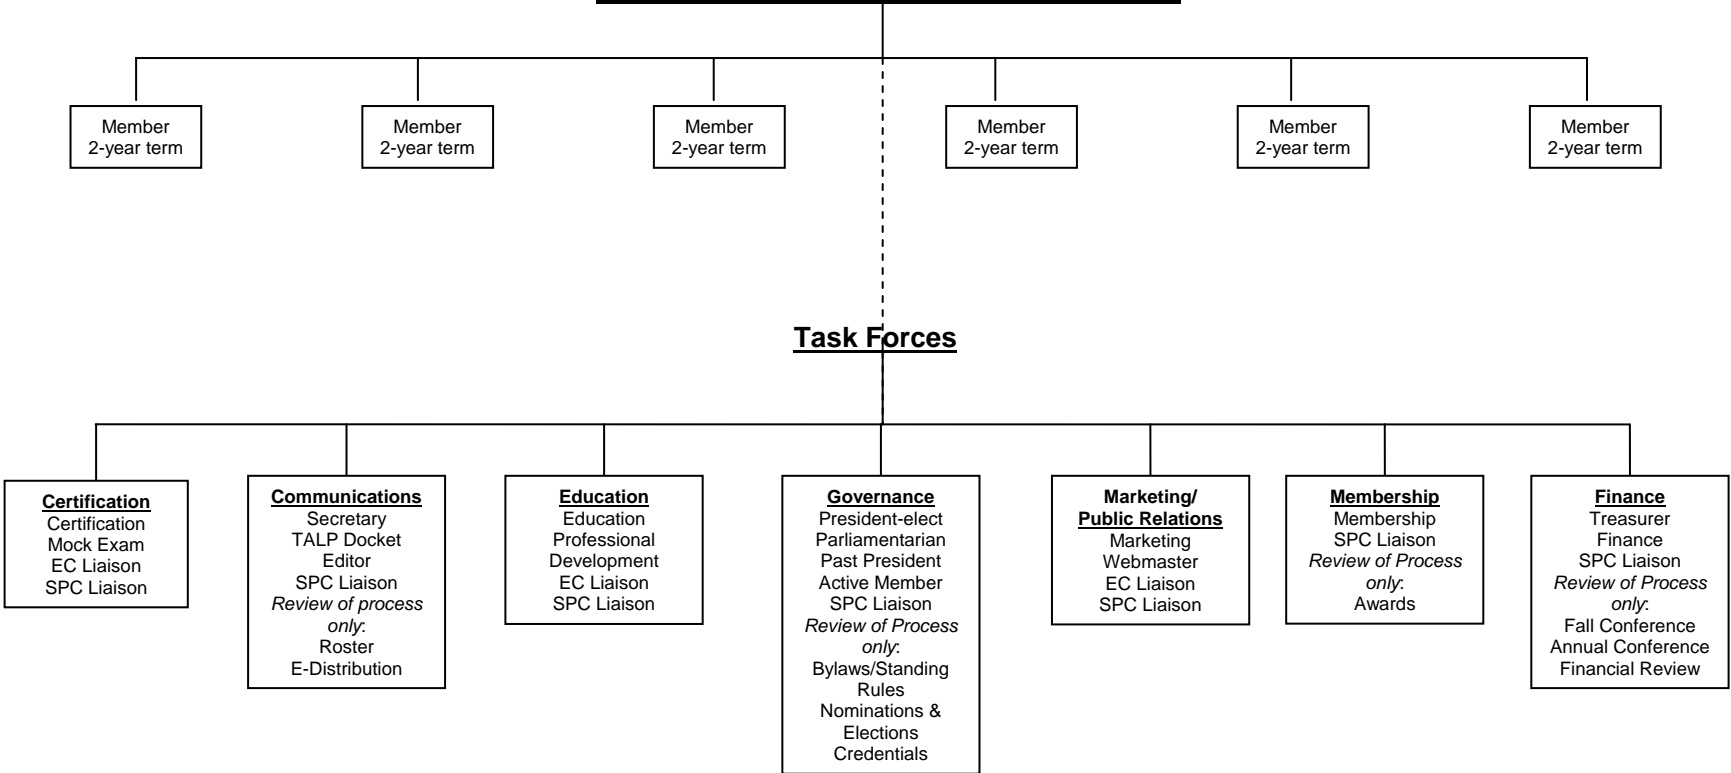 Member
2-year term
Member
2-year term
Member
2-year term
Member
2-year term
Member
2-year term
Member
2-year term
Task Forces
Certification
Certification
Mock Exam
EC Liaison
SPC Liaison
Communications
Secretary
TALP Docket
Editor
SPC Liaison
Review of process
only:
Roster
E-Distribution
Education
Education
Professional
Development
EC Liaison
SPC Liaison
Governance
President-elect
Parliamentarian
Past President
Active Member
SPC Liaison
Review of Process
only:
Bylaws/Standing
Rules
Nominations &
Elections
Credentials
Marketing/
Public Relations
Marketing
Webmaster
EC Liaison
SPC Liaison
Membership
Membership
SPC Liaison
Review of Process
only:
Awards
Finance
Treasurer
Finance
SPC Liaison
Review of Process
only:
Fall Conference
Annual Conference
Financial Review